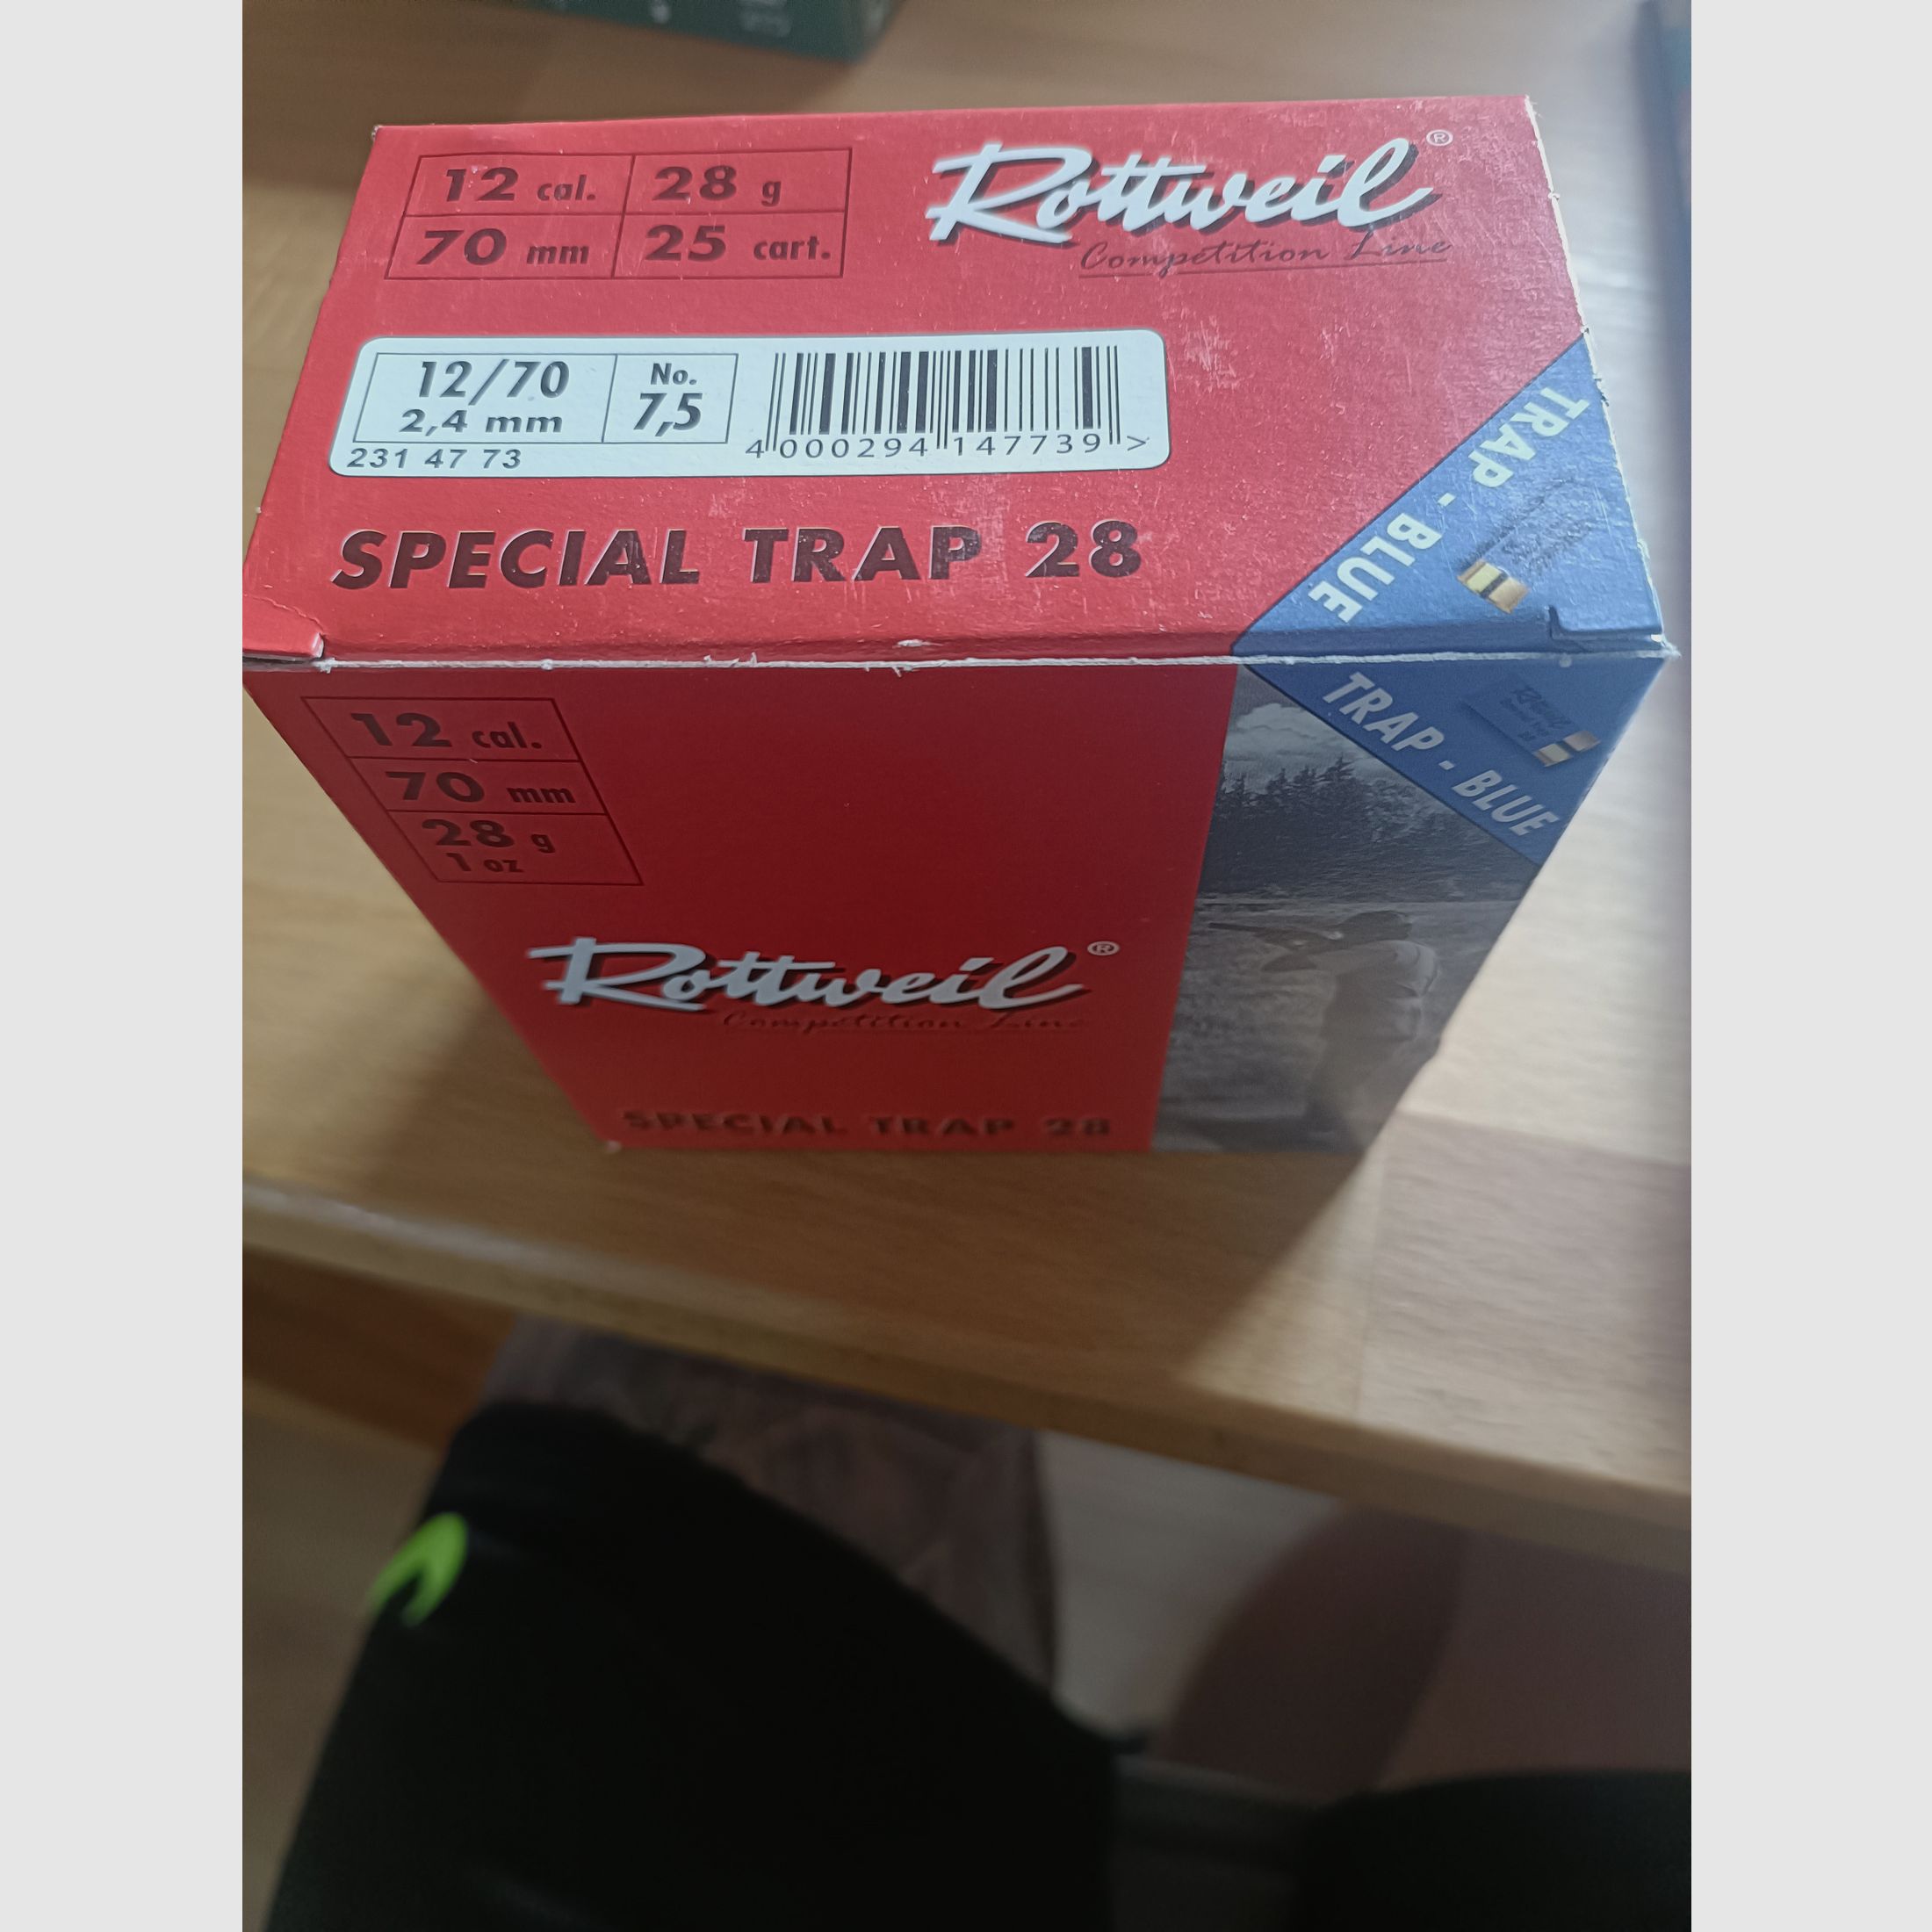 12 cal. 28 g
70 mm 25 cart.
Rottweil®
Competition Line
12/70 No.
2,4 mm 7,5
231 47 73
4 000294 147739 >
SPECIAL TRAP 28
TRAP - BLUE
12 cal.
70 mm
28 g
1 oz
TRAP - BLUE
Rottweil®
Competition Line
SPECIAL TRAP 28